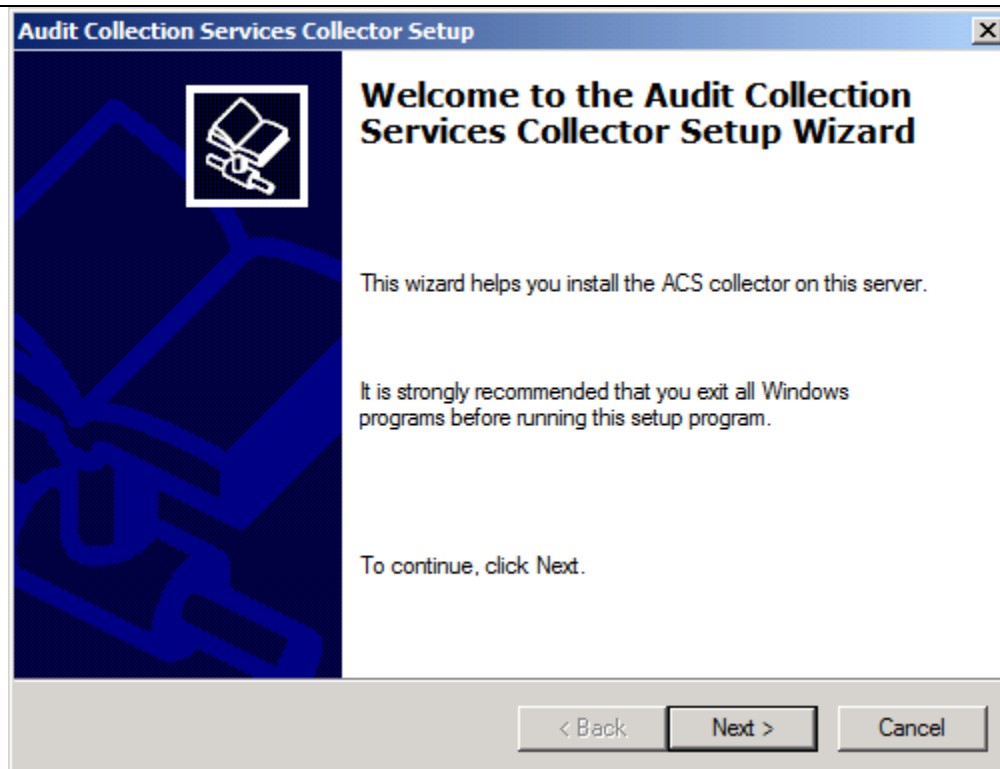 Audit Collection Services Collector Setup
Welcome to the Audit Collection
Services Collector Setup Wizard
This wizard helps you install the ACS collector on this server.
It is strongly recommended that you exit all Windows
programs before running this setup program.
To continue, click Next.
< Back
Next >
Cancel